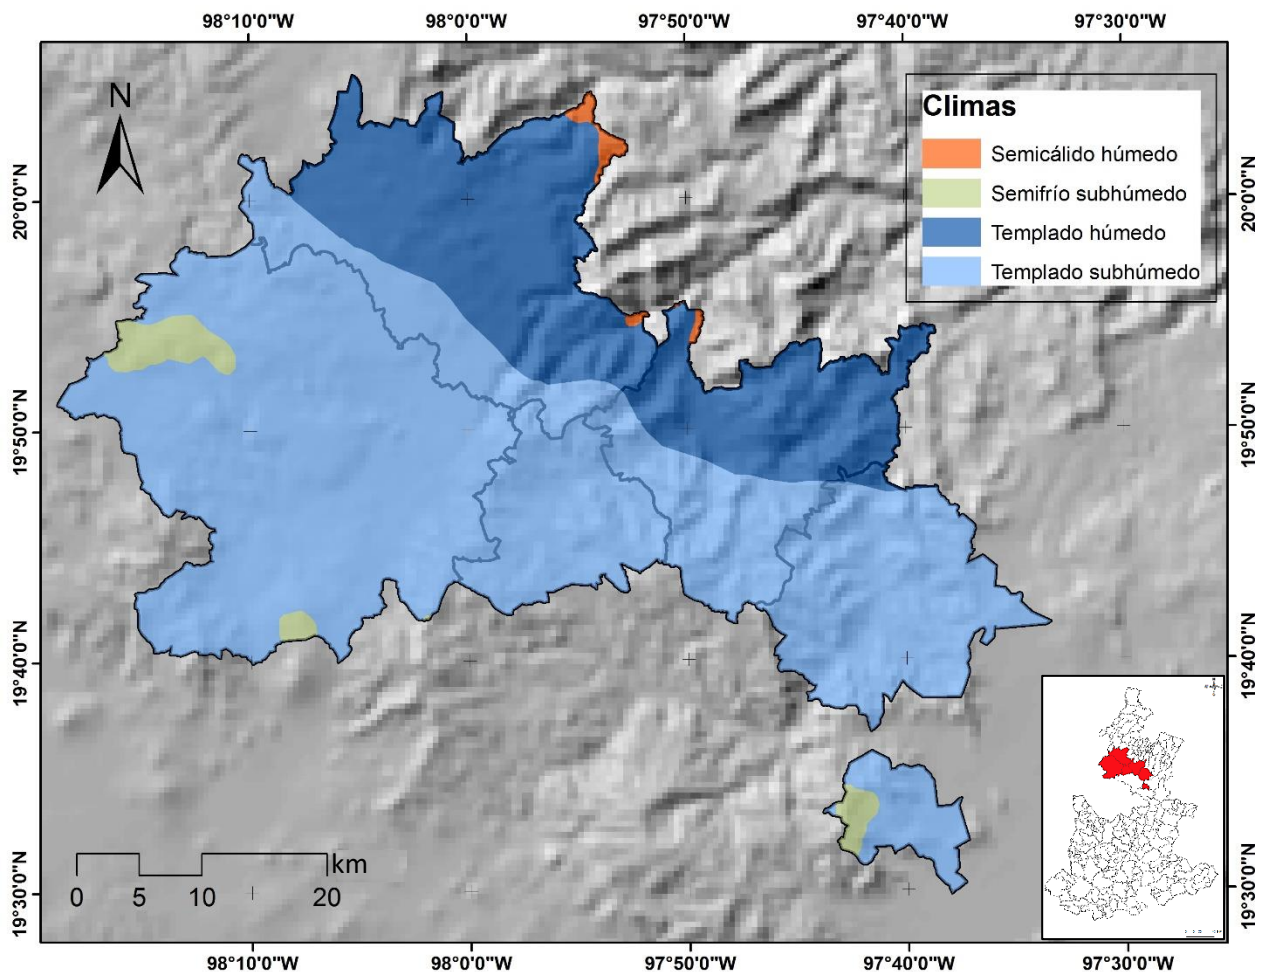 98°10'0"W 98°0'0"W 97°50'0"W 97°40'0"W 97°30'0"W
N
Climas
Semicálido húmedo
Semifrío subhúmedo
Templado húmedo
Templado subhúmedo
20°0'0"N 20°0'0"N
19°50'0"N 19°50'0"N
19°40'0"N 19°40'0"N
19°30'0"N 19°30'0"N
km
0 5 10 20
98°10'0"W 98°0'0"W 97°50'0"W 97°40'0"W 97°30'0"W